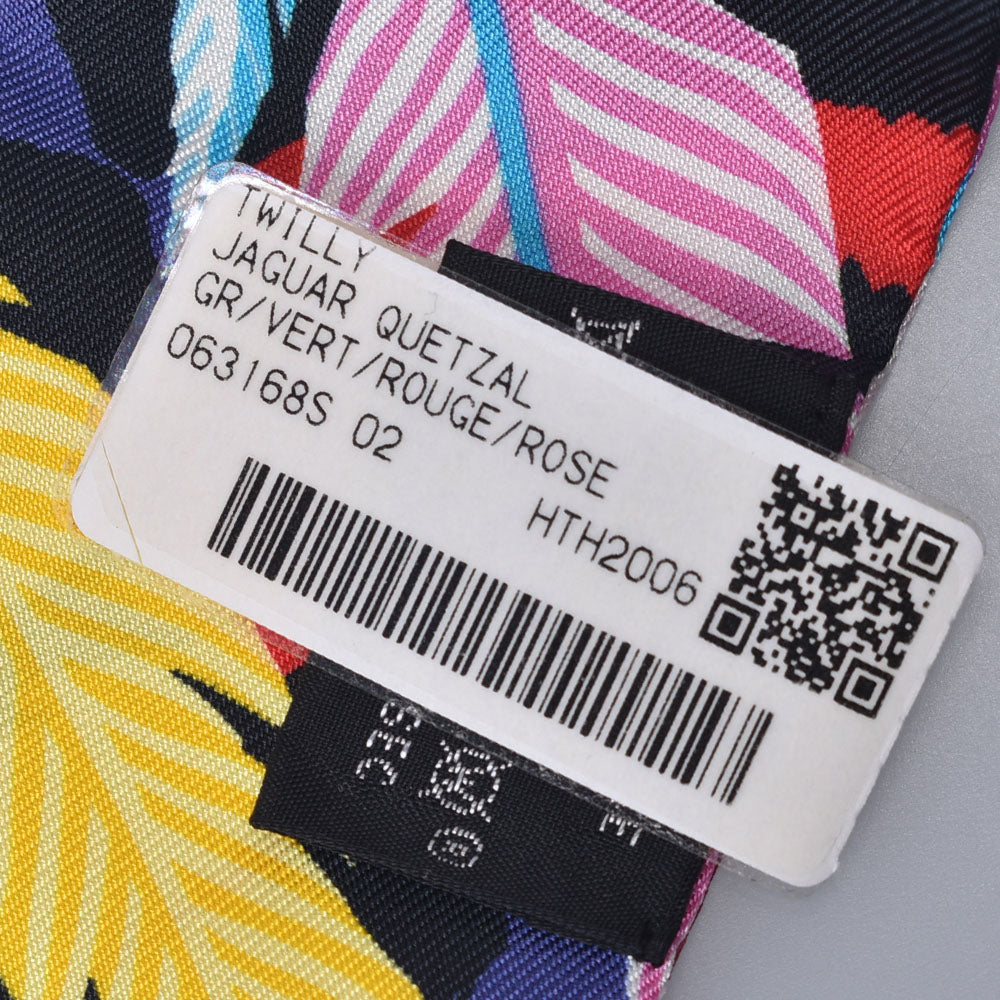 TWILLY
JAGUAR QUETZAL
GR/VERT/ROUGE/ROSE
063168S 02
HTH2006